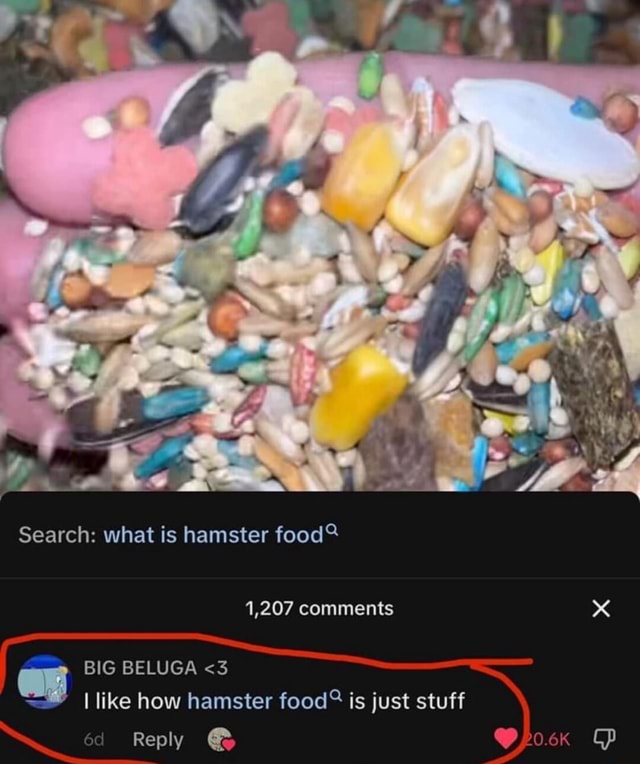 Search: what is hamster food
1,207 comments
BIG BELUGA <3
I like how hamster food is just stuff
6d Reply 20.6K